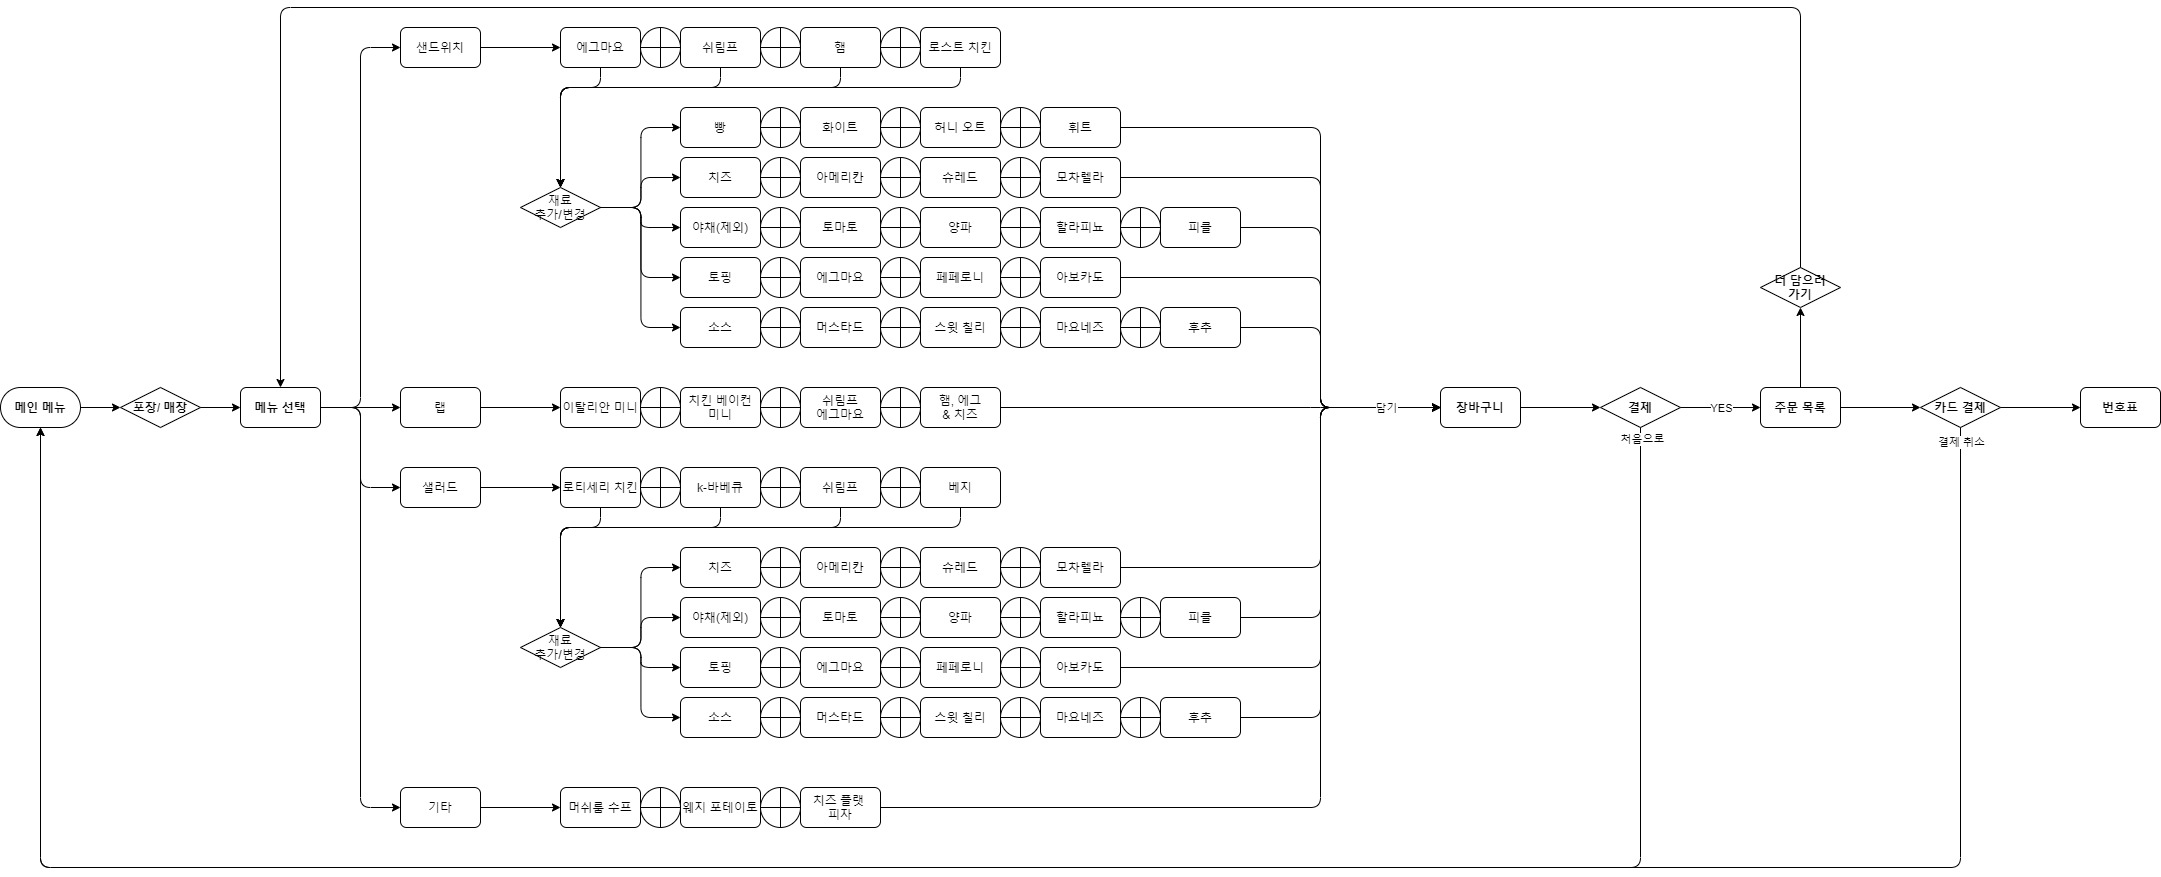 샌드위치
에그마요
쉬림프
햄
로스트 치킨
빵
화이트
허니 오트
휘트
치즈
아메리칸
슈레드
모차렐라
재료
추가/변경
야채(제외)
토마토
양파
할라피뇨
피클
토핑
에그마요
페페로니
아보카도
더 담으러
가기
소스
머스타드
스윗 칠리
마요네즈
후추
메인 메뉴
포장/ 매장
메뉴 선택
랩
이탈리안 미니
치킨 베이컨
미니
쉬림프
에그마요
햄, 에그
& 치즈
담기
장바구니
결제
YES
주문 목록
카드 결제
번호표
처음으로
결제 취소
샐러드
로티세리 치킨
k-바베큐
쉬림프
베지
치즈
아메리칸
슈레드
모차렐라
야채(제외)
토마토
양파
할라피뇨
피클
재료
추가/변경
토핑
에그마요
페페로니
아보카도
소스
머스타드
스윗 칠리
마요네즈
후추
기타
머쉬룸 수프
웨지 포테이토
치즈 플랫
피자